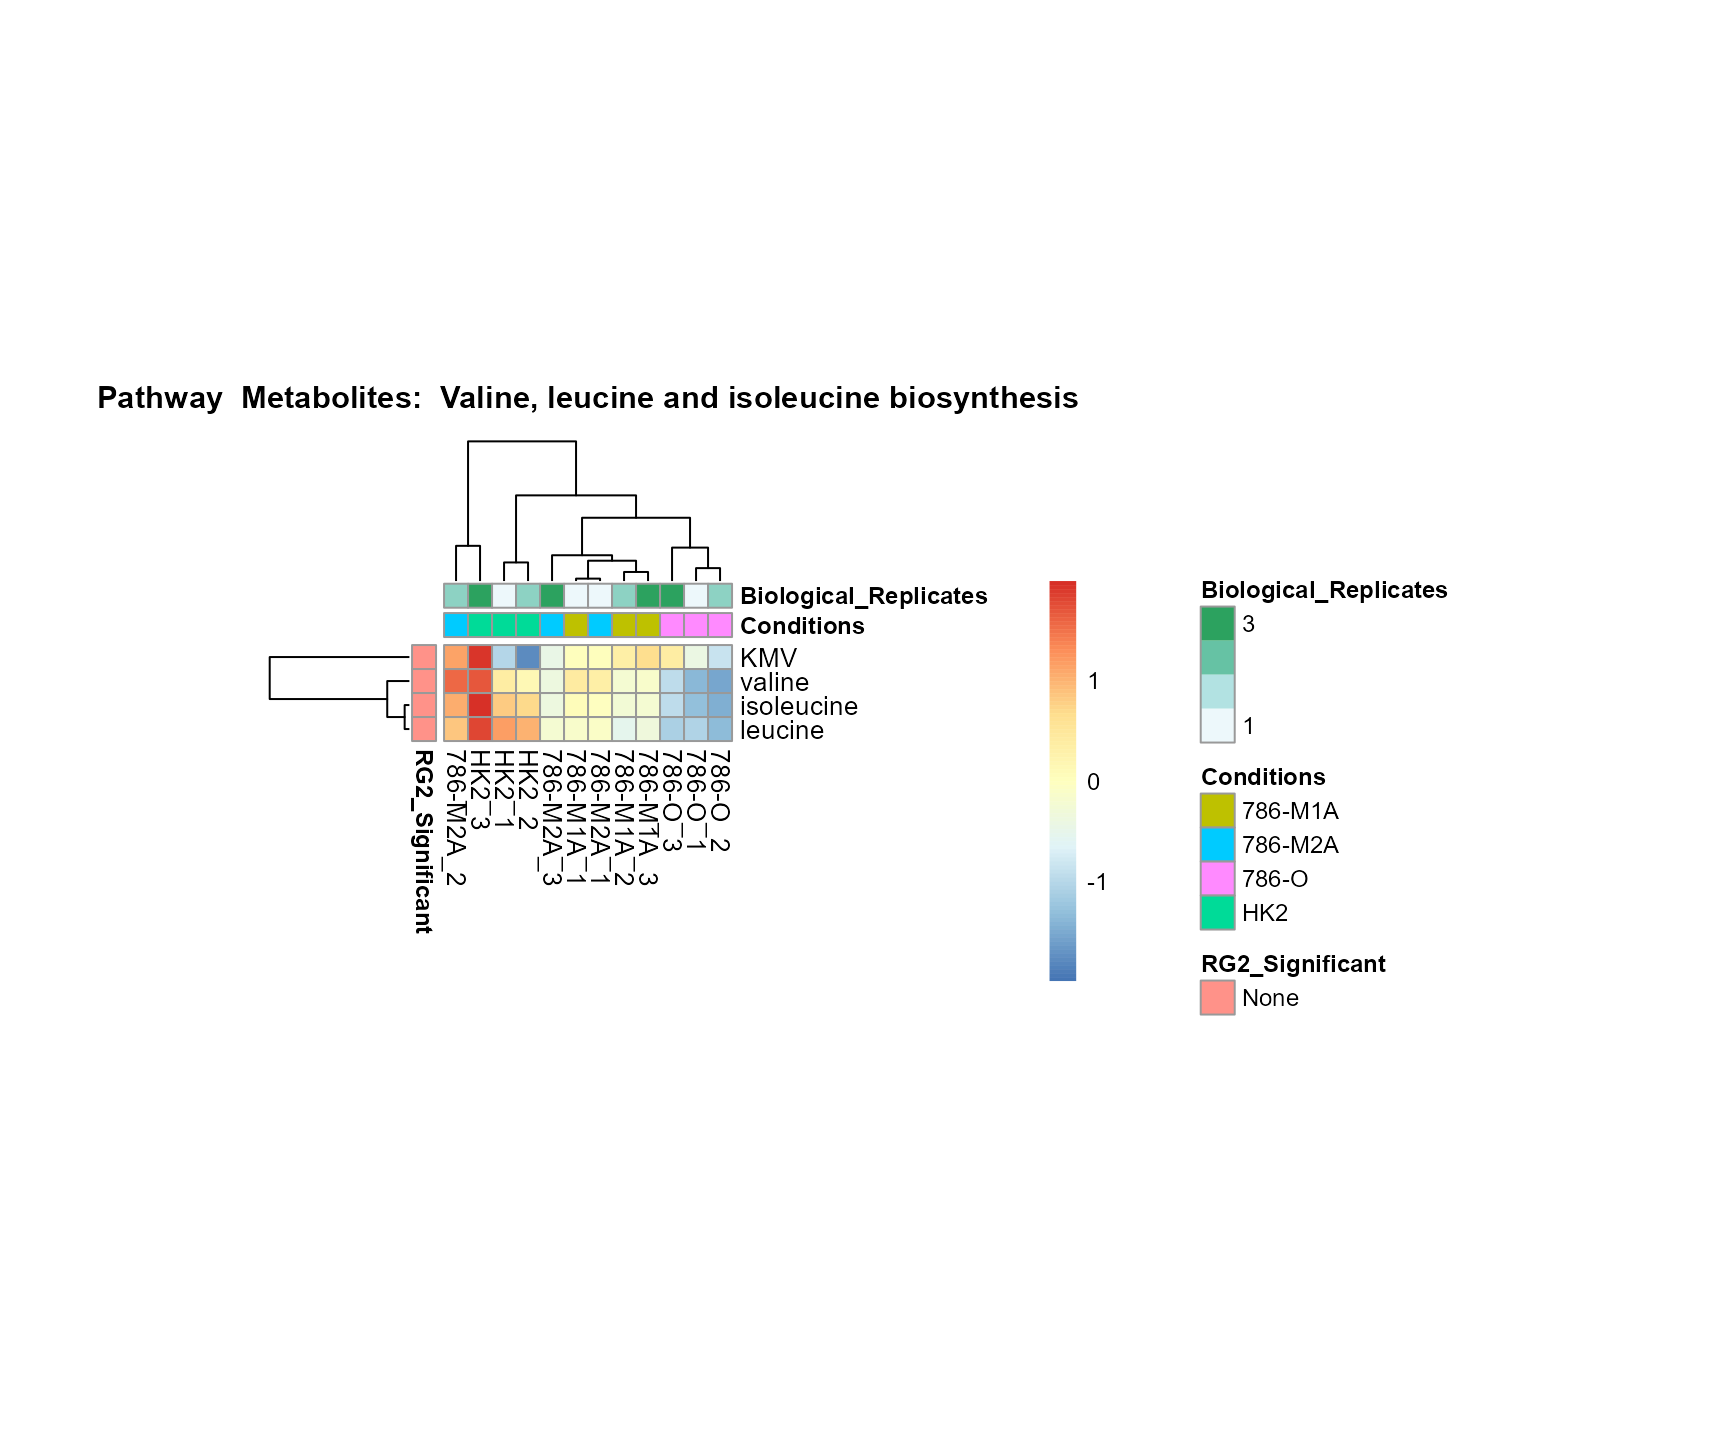 Pathway  Metabolites:  Valine, leucine and isoleucine biosynthesis
Biological_Replicates
Conditions
KMV
valine
isoleucine
leucine
RG2_Significant
786-M2A_2
HK2_3
HK2_1
HK2_2
786-M2A_3
786-M1A_1
786-M2A_1
786-M1A_2
786-M1A_3
786-O_3
786-O_1
786-O_2
1
0
-1
Biological_Replicates
3
1
Conditions
786-M1A
786-M2A
786-O
HK2
RG2_Significant
None